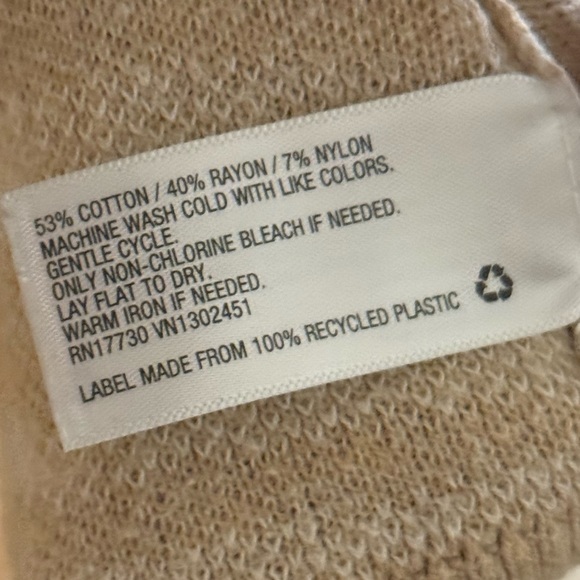 53% COTTON / 40% RAYON / 7% NYLON
MACHINE WASH COLD WITH LIKE COLORS.
GENTLE CYCLE.
ONLY NON-CHLORINE BLEACH IF NEEDED.
LAY FLAT TO DRY.
WARM IRON IF NEEDED.
RN17730 VN1302451
LABEL MADE FROM 100% RECYCLED PLASTIC